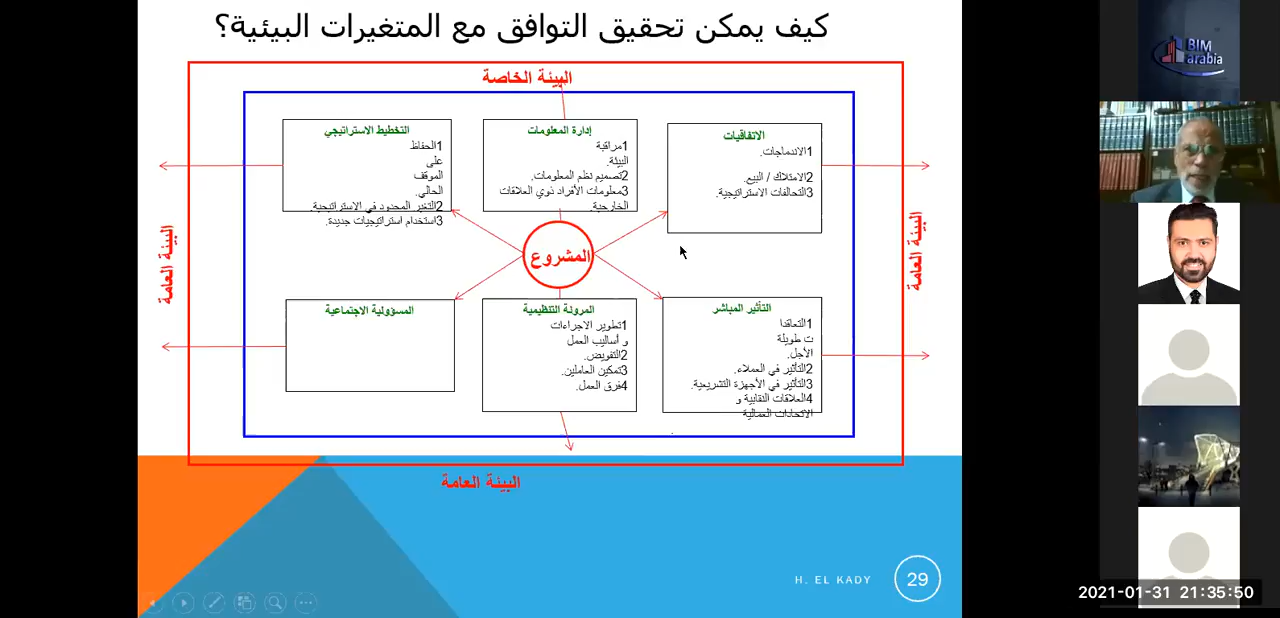 كيف يمكن تحقيق التوافق مع المتغيرات البيئية؟
البيئة الخاصة
الاتفاقيات
1الاندماجات.
2الامتلاك / البيع.
3التحالفات الاستراتيجية.
إدارة المعلومات
1مراقبة
البيئة.
2تصميم نظم المعلومات.
3معلومات الأفراد ذوي العلاقات
الخارجية.
التخطيط الاستراتيجي
1الحفاظ
على
الموقف
الحالي.
2التغير المحدود في الاستراتيجية.
3استخدام استراتيجيات جديدة.
البيئة العامة
المشروع
البيئة العامة
التأثير المباشر
1التعاقدا
ت طويلة
الأجل.
2التأثير في العملاء.
3التأثير في الأجهزة التشريعية.
4العلاقات النقابية و
الاتحادات العمالية
المرونة التنظيمية
1تطوير الاجراءات
و أساليب العمل
2التفويض.
3تمكين العاملين.
4فرق العمل.
المسؤولية الاجتماعية
البيئة العامة
H. EL KADY
29
BIM
arabia
2021-01-31 21:35:50